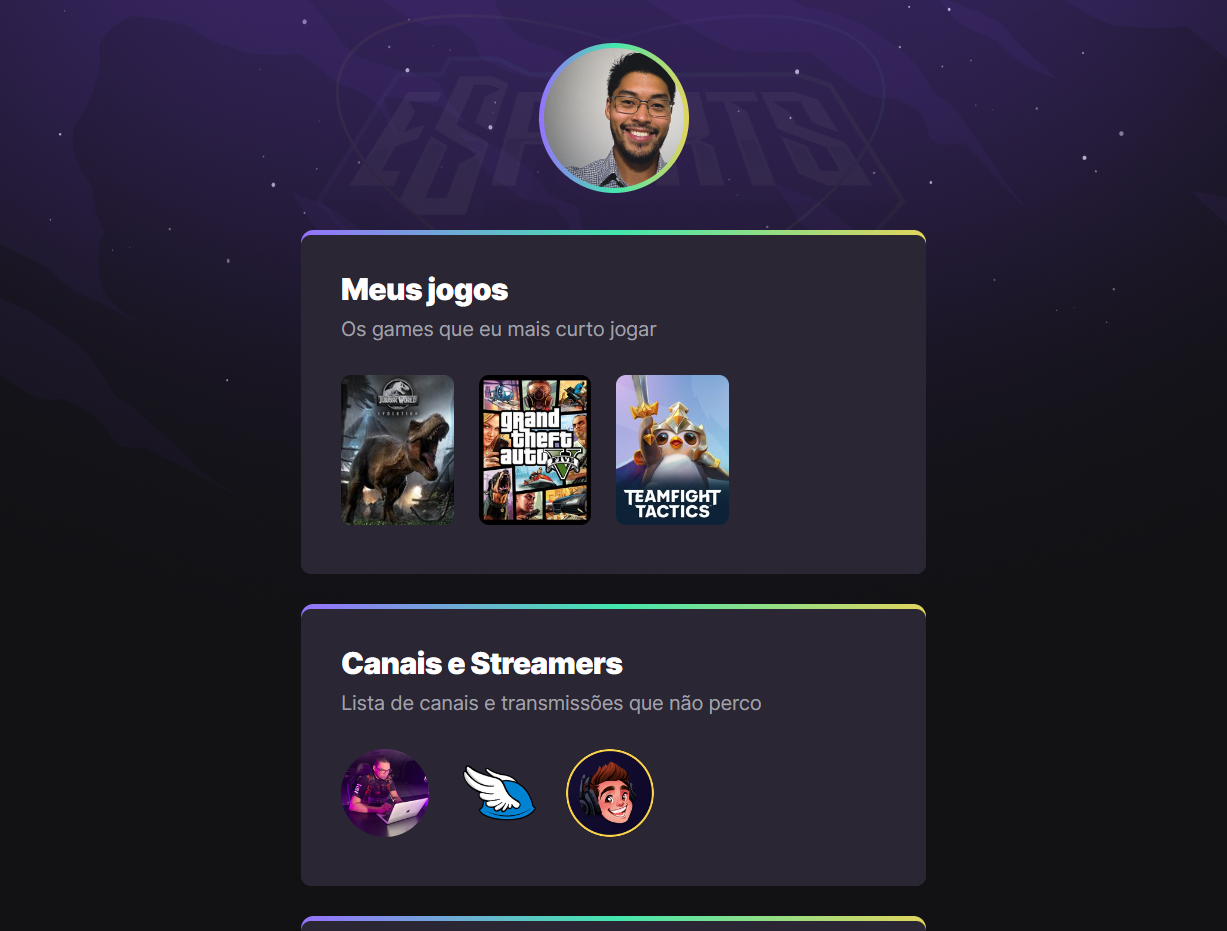 ESPORTS
Meus jogos
Os games que eu mais curto jogar
JURASSIC WORLD
EVOLUTION
grand
theft
auto
V
FIVE
TEAMFIGHT
TACTICS
Canais e Streamers
Lista de canais e transmissões que não perco